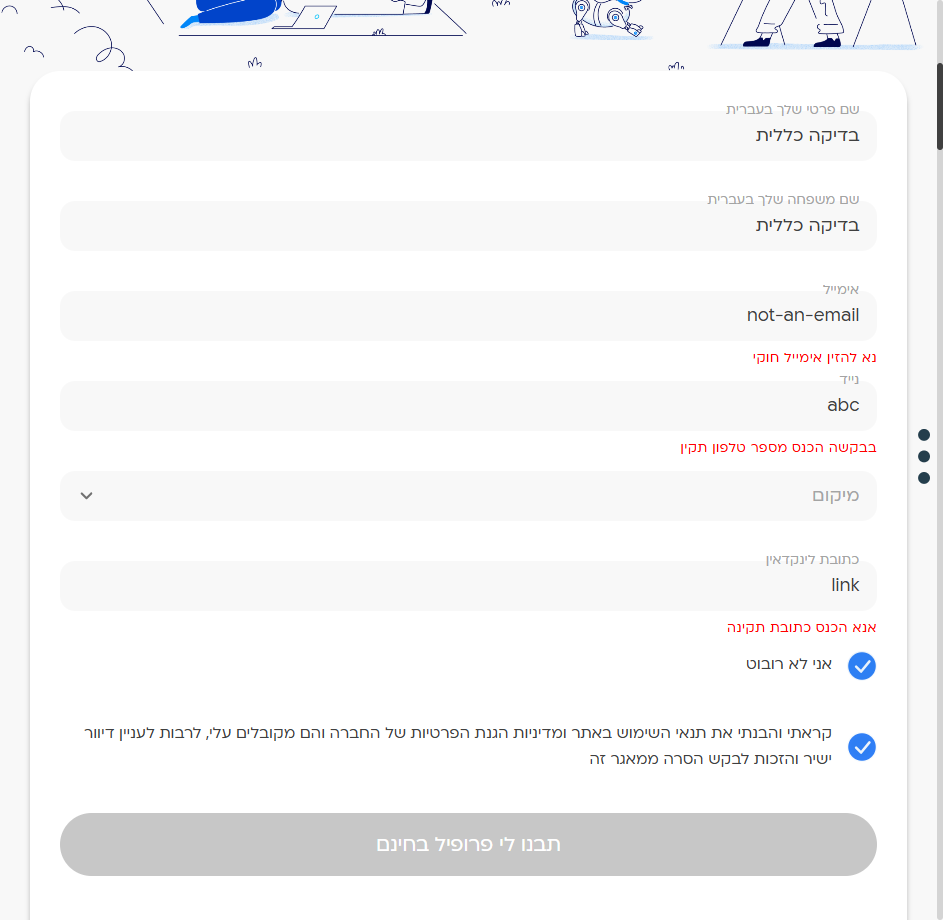 שם פרטי שלך בעברית
בדיקה כללית
שם משפחה שלך בעברית
בדיקה כללית
אימייל
not-an-email
נא להזין אימייל חוקי
נייד
abc
בבקשה הכנס מספר טלפון תקין
מיקום
כתובת לינקדאין
link
אנא הכנס כתובת תקינה
אני לא רובוט
קראתי והבנתי את תנאי השימוש באתר ומדיניות הגנת הפרטיות של החברה והם מקובלים עלי, לרבות לעניין דיוור
ישיר והזכות לבקש הסרה ממאגר זה
תבנו לי פרופיל בחינם